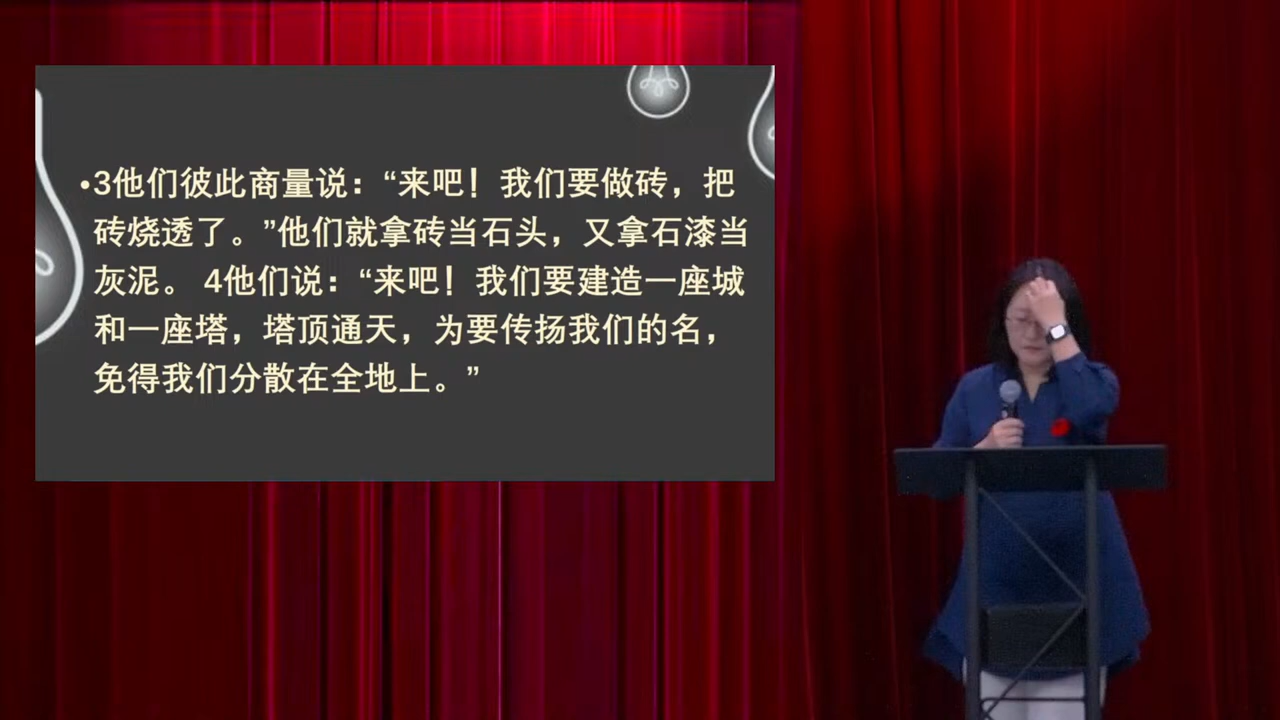 •3他们彼此商量说：“来吧！我们要做砖，把
砖烧透了。”他们就拿砖当石头，又拿石漆当
灰泥。 4他们说：“来吧！我们要建造一座城
和一座塔，塔顶通天，为要传扬我们的名，
免得我们分散在全地上。”